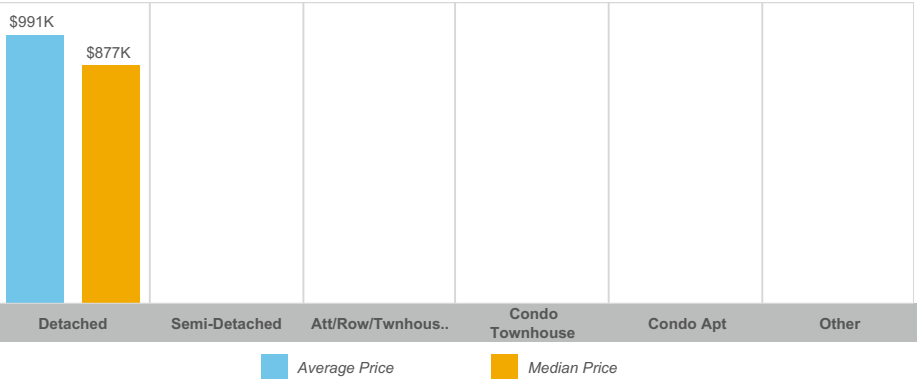 $991K
$877K
Detached
Semi-Detached
Att/Row/Twnhous..
Condo
Townhouse
Condo Apt
Other
Average Price
Median Price